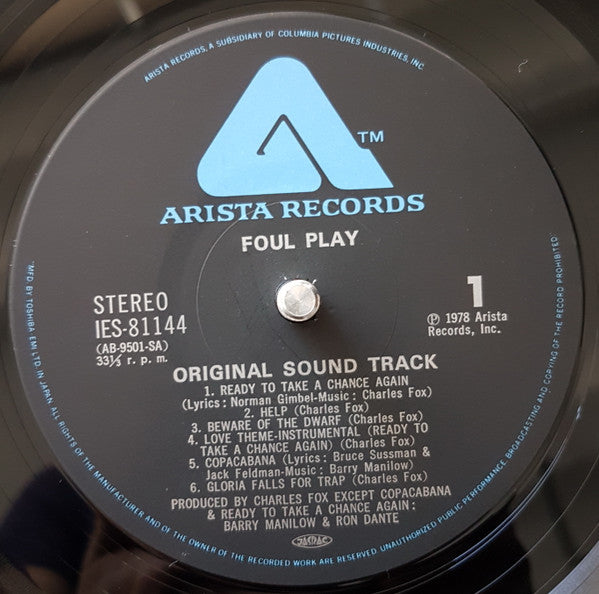 ARISTA RECORDS, A SUBSIDIARY OF COLUMBIA PICTURES INDUSTRIES, INC.
TM
ARISTA RECORDS
FOUL PLAY
STEREO
IES-81144
(AB-9501-SA)
33⅓ r. p. m.
1
Ⓟ 1978 Arista
Records, Inc.
ORIGINAL SOUND TRACK
1. READY TO TAKE A CHANCE AGAIN
(Lyrics: Norman Gimbel-Music: Charles Fox)
2. HELP (Charles Fox)
3. BEWARE OF THE DWARF (Charles Fox)
4. LOVE THEME-INSTRUMENTAL (READY TO
TAKE A CHANCE AGAIN) (Charles Fox)
5. COPACABANA (Lyrics: Bruce Sussman &
Jack Feldman-Music: Barry Manilow)
6. GLORIA FALLS FOR TRAP (Charles Fox)
PRODUCED BY CHARLES FOX EXCEPT COPACABANA
& READY TO TAKE A CHANCE AGAIN:
BARRY MANILOW & RON DANTE
JASRAC
"MFD. BY TOSHIBA EMI LTD. IN JAPAN ALL RIGHTS OF THE MANUFACTURER AND OF THE OWNER OF THE RECORDED WORK ARE RESERVED. UNAUTHORIZED PUBLIC PERFORMANCE, BROADCASTING AND COPYING OF THE RECORD PROHIBITED"